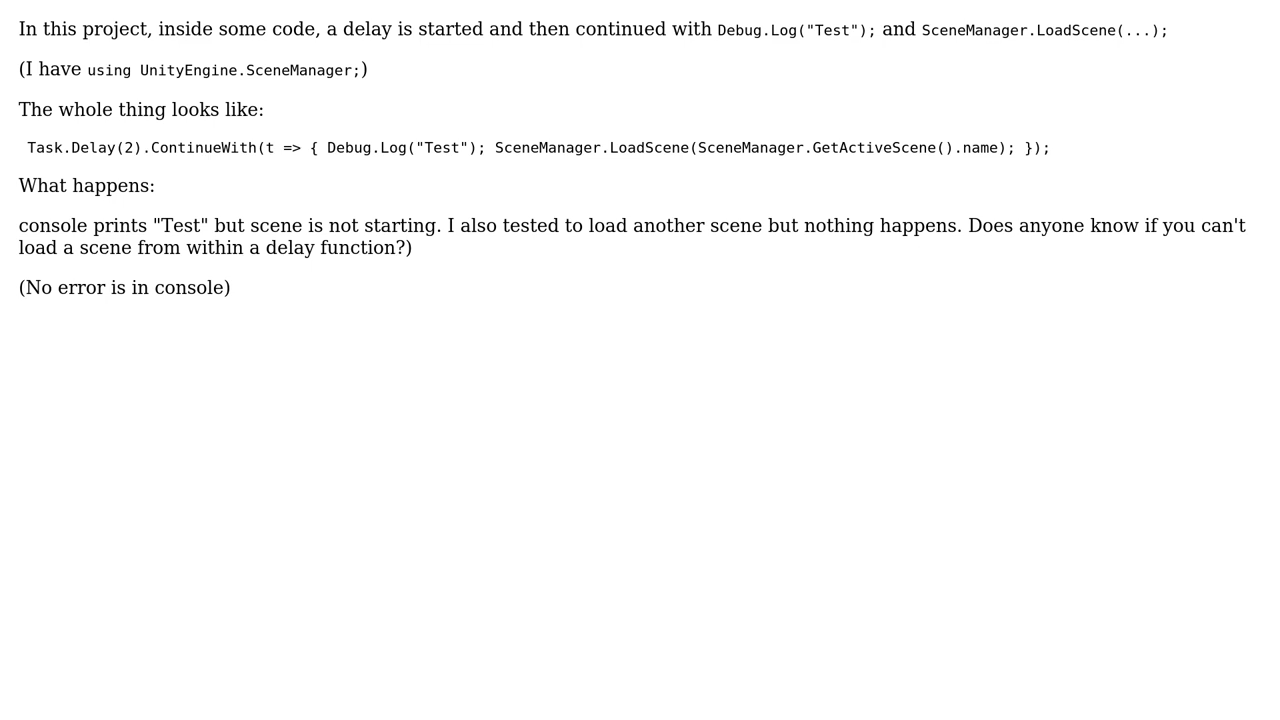 In this project, inside some code, a delay is started and then continued with Debug.Log("Test"); and SceneManager.LoadScene(...);
(I have using UnityEngine.SceneManager;)
The whole thing looks like:
Task.Delay(2).ContinueWith(t => { Debug.Log("Test"); SceneManager.LoadScene(SceneManager.GetActiveScene().name); });
What happens:
console prints "Test" but scene is not starting. I also tested to load another scene but nothing happens. Does anyone know if you can't
load a scene from within a delay function?)
(No error is in console)